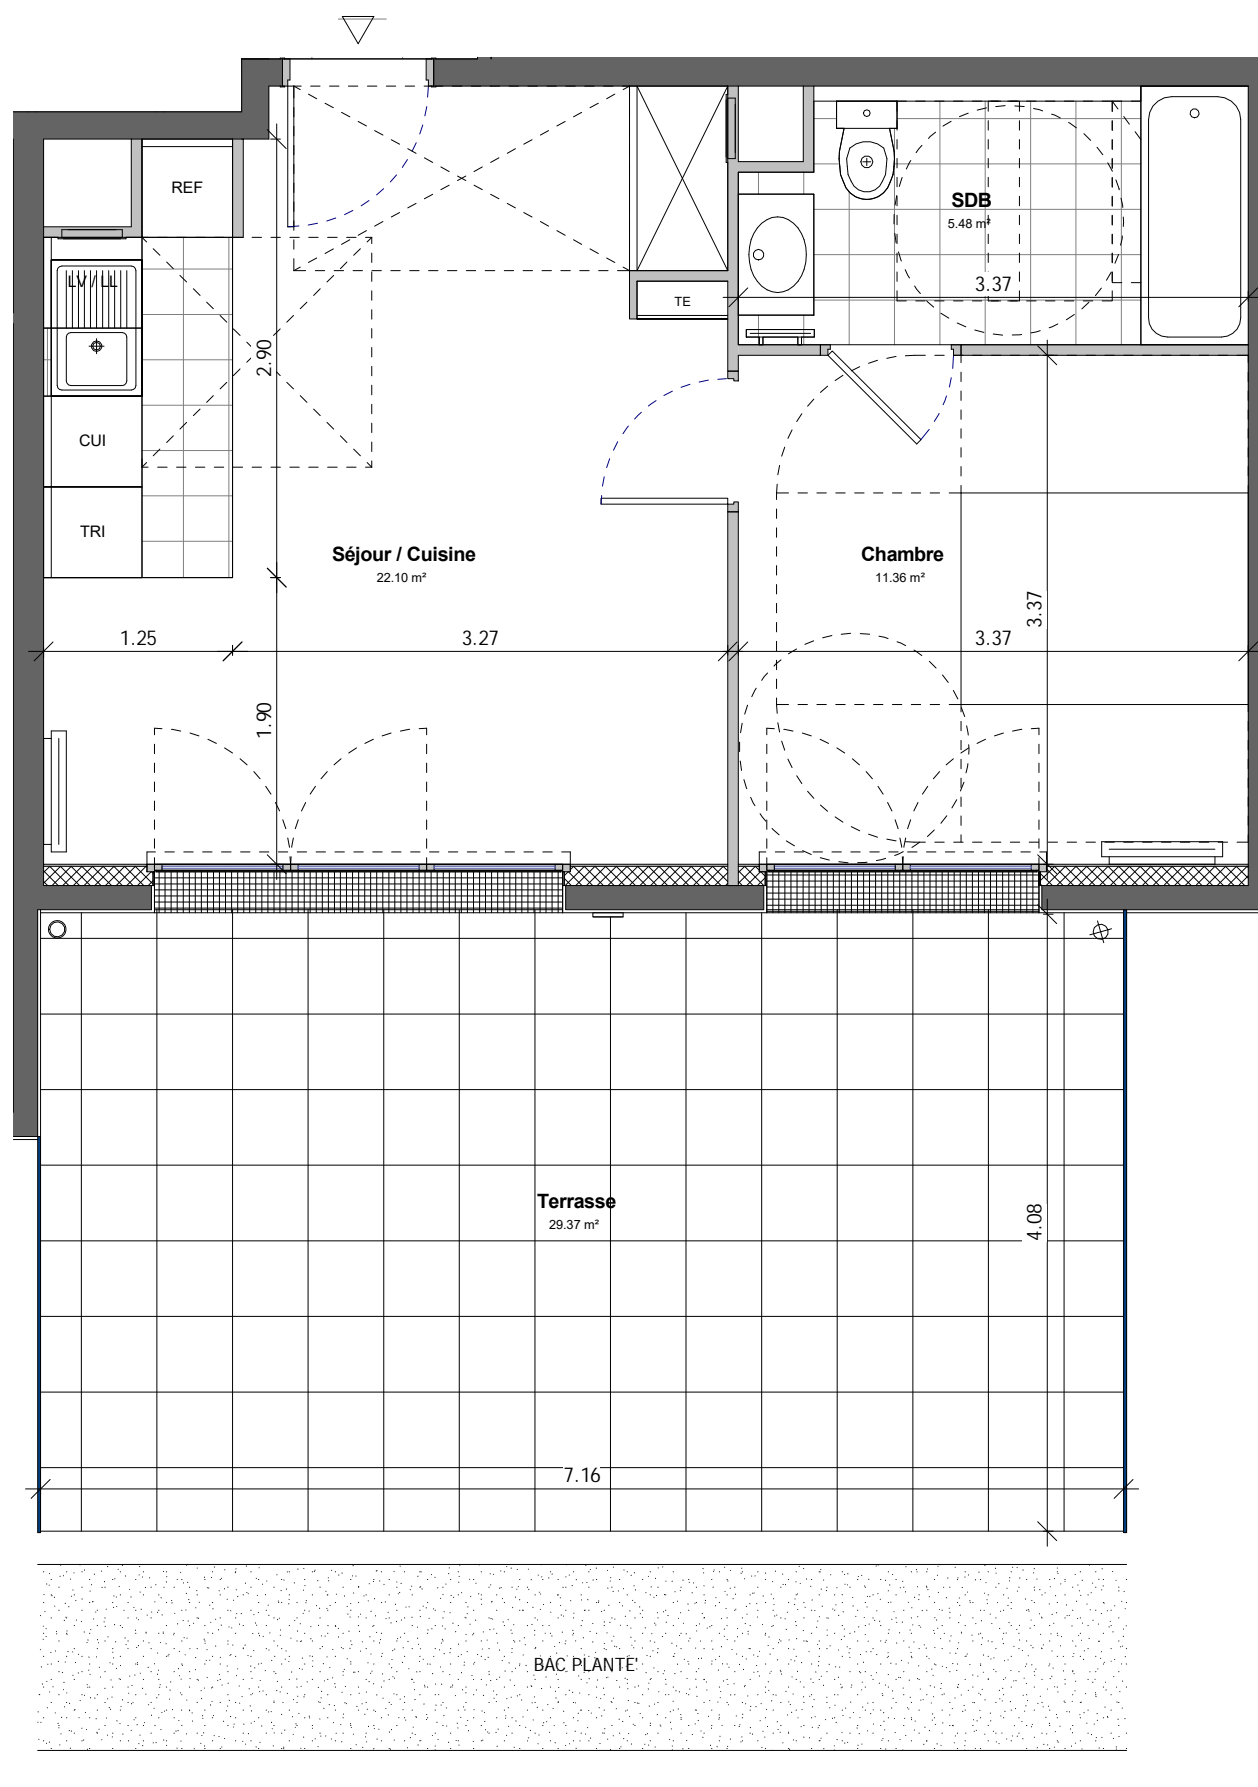 REF
SDB
5.48 m²
LV / LL
3.37
TE
2.90
CUI
TRI
Séjour / Cuisine
22.10 m²
Chambre
11.36 m²
3.37
1.25
3.27
3.37
1.90
Terrasse
29.37 m²
4.08
7.16
BAC PLANTE'